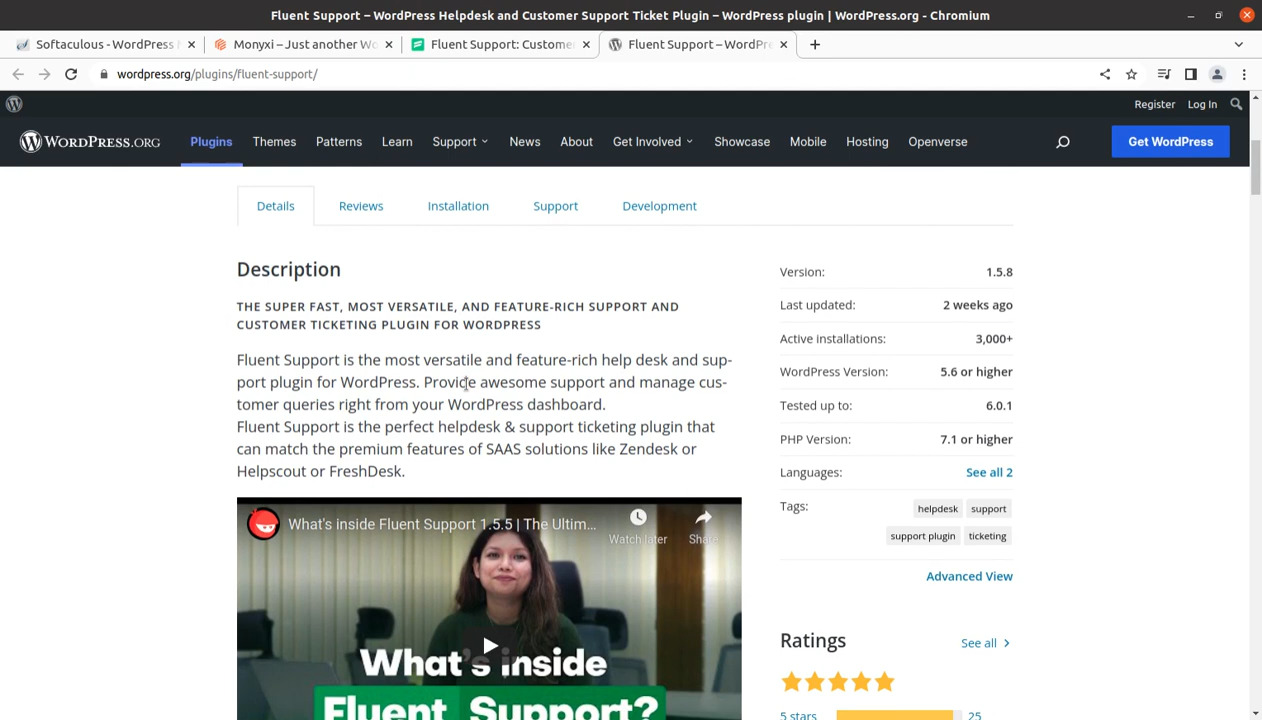 Fluent Support – WordPress Helpdesk and Customer Support Ticket Plugin – WordPress plugin | WordPress.org - Chromium
Softaculous - WordPress
Monyxi – Just another Wo
Fluent Support: Custome
Fluent Support – WordPre
wordpress.org/plugins/fluent-support/
Register
Log In
WORDPRESS.ORG
Plugins
Themes
Patterns
Learn
Support
News
About
Get Involved
Showcase
Mobile
Hosting
Openverse
Get WordPress
Details
Reviews
Installation
Support
Development
Description
THE SUPER FAST, MOST VERSATILE, AND FEATURE-RICH SUPPORT AND
CUSTOMER TICKETING PLUGIN FOR WORDPRESS
Fluent Support is the most versatile and feature-rich help desk and sup-
port plugin for WordPress. Provide awesome support and manage cus-
tomer queries right from your WordPress dashboard.
Fluent Support is the perfect helpdesk & support ticketing plugin that
can match the premium features of SAAS solutions like Zendesk or
Helpscout or FreshDesk.
What's inside Fluent Support 1.5.5 | The Ultim...
Watch later
Share
What's inside
Fluent Support?
Version: 1.5.8
Last updated: 2 weeks ago
Active installations: 3,000+
WordPress Version: 5.6 or higher
Tested up to: 6.0.1
PHP Version: 7.1 or higher
Languages: See all 2
Tags: helpdesk support
support plugin ticketing
Advanced View
Ratings
See all
5 stars 25